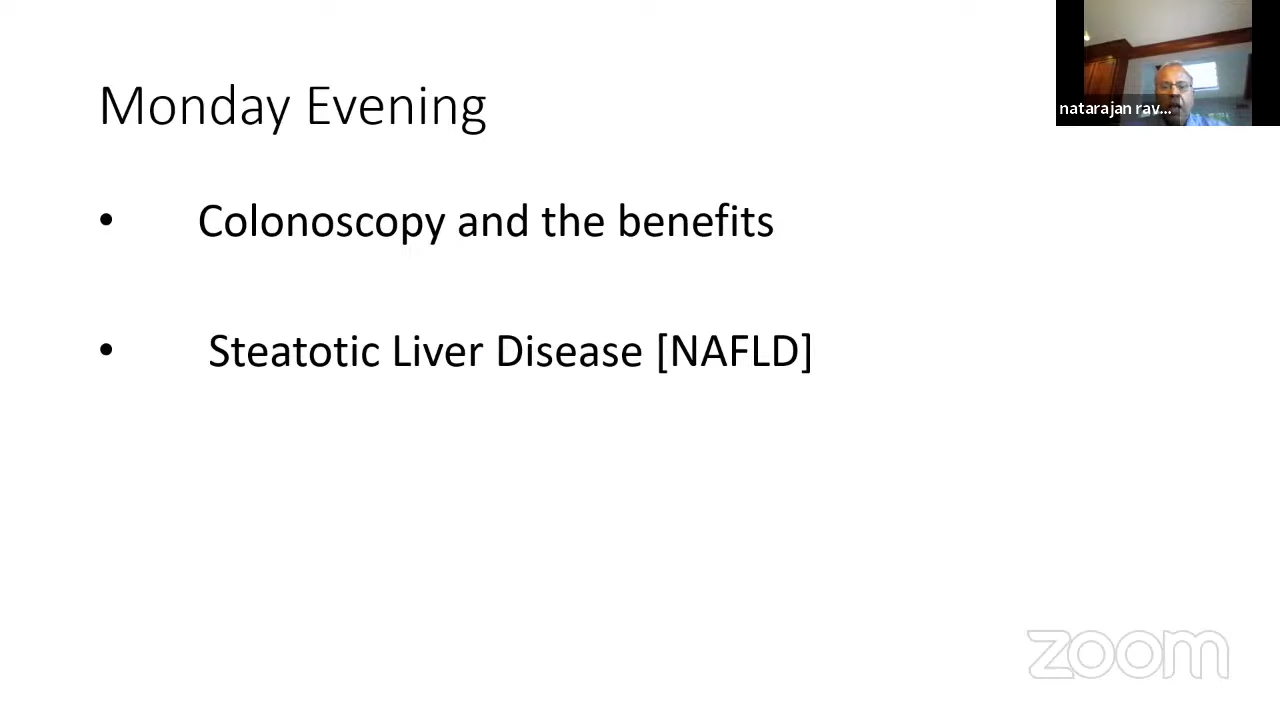 Monday Evening
natarajan rav...
• Colonoscopy and the benefits
• Steatotic Liver Disease [NAFLD]
zoom